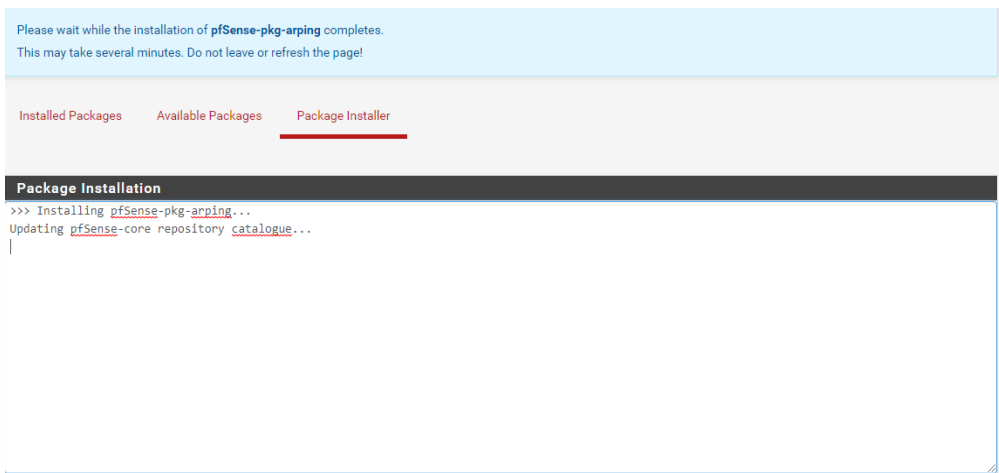 Please wait while the installation of pfSense-pkg-arping completes.
This may take several minutes. Do not leave or refresh the page!
Installed Packages Available Packages Package Installer
Package Installation
>>> Installing pfSense-pkg-arping...
Updating pfSense-core repository catalogue...